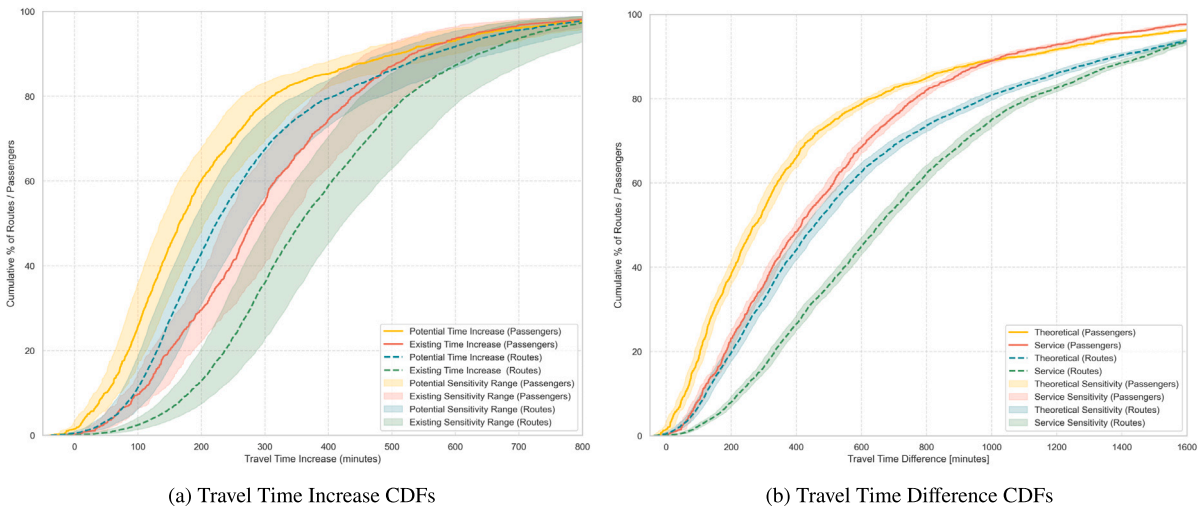 100
80
60
40
20
0
Cumulative % of Routes / Passengers
0 100 200 300 400 500 600 700 800
Travel Time Increase (minutes)
Potential Time Increase (Passengers)
Existing Time Increase (Passengers)
Potential Time Increase (Routes)
Existing Time Increase (Routes)
Potential Sensitivity Range (Passengers)
Existing Sensitivity Range (Passengers)
Potential Sensitivity Range (Routes)
Existing Sensitivity Range (Routes)
(a) Travel Time Increase CDFs
100
80
60
40
20
0
Cumulative % of Routes / Passengers
0 200 400 600 800 1000 1200 1400 1600
Travel Time Difference [minutes]
Theoretical (Passengers)
Service (Passengers)
Theoretical (Routes)
Service (Routes)
Theoretical Sensitivity (Passengers)
Service Sensitivity (Passengers)
Theoretical Sensitivity (Routes)
Service Sensitivity (Routes)
(b) Travel Time Difference CDFs